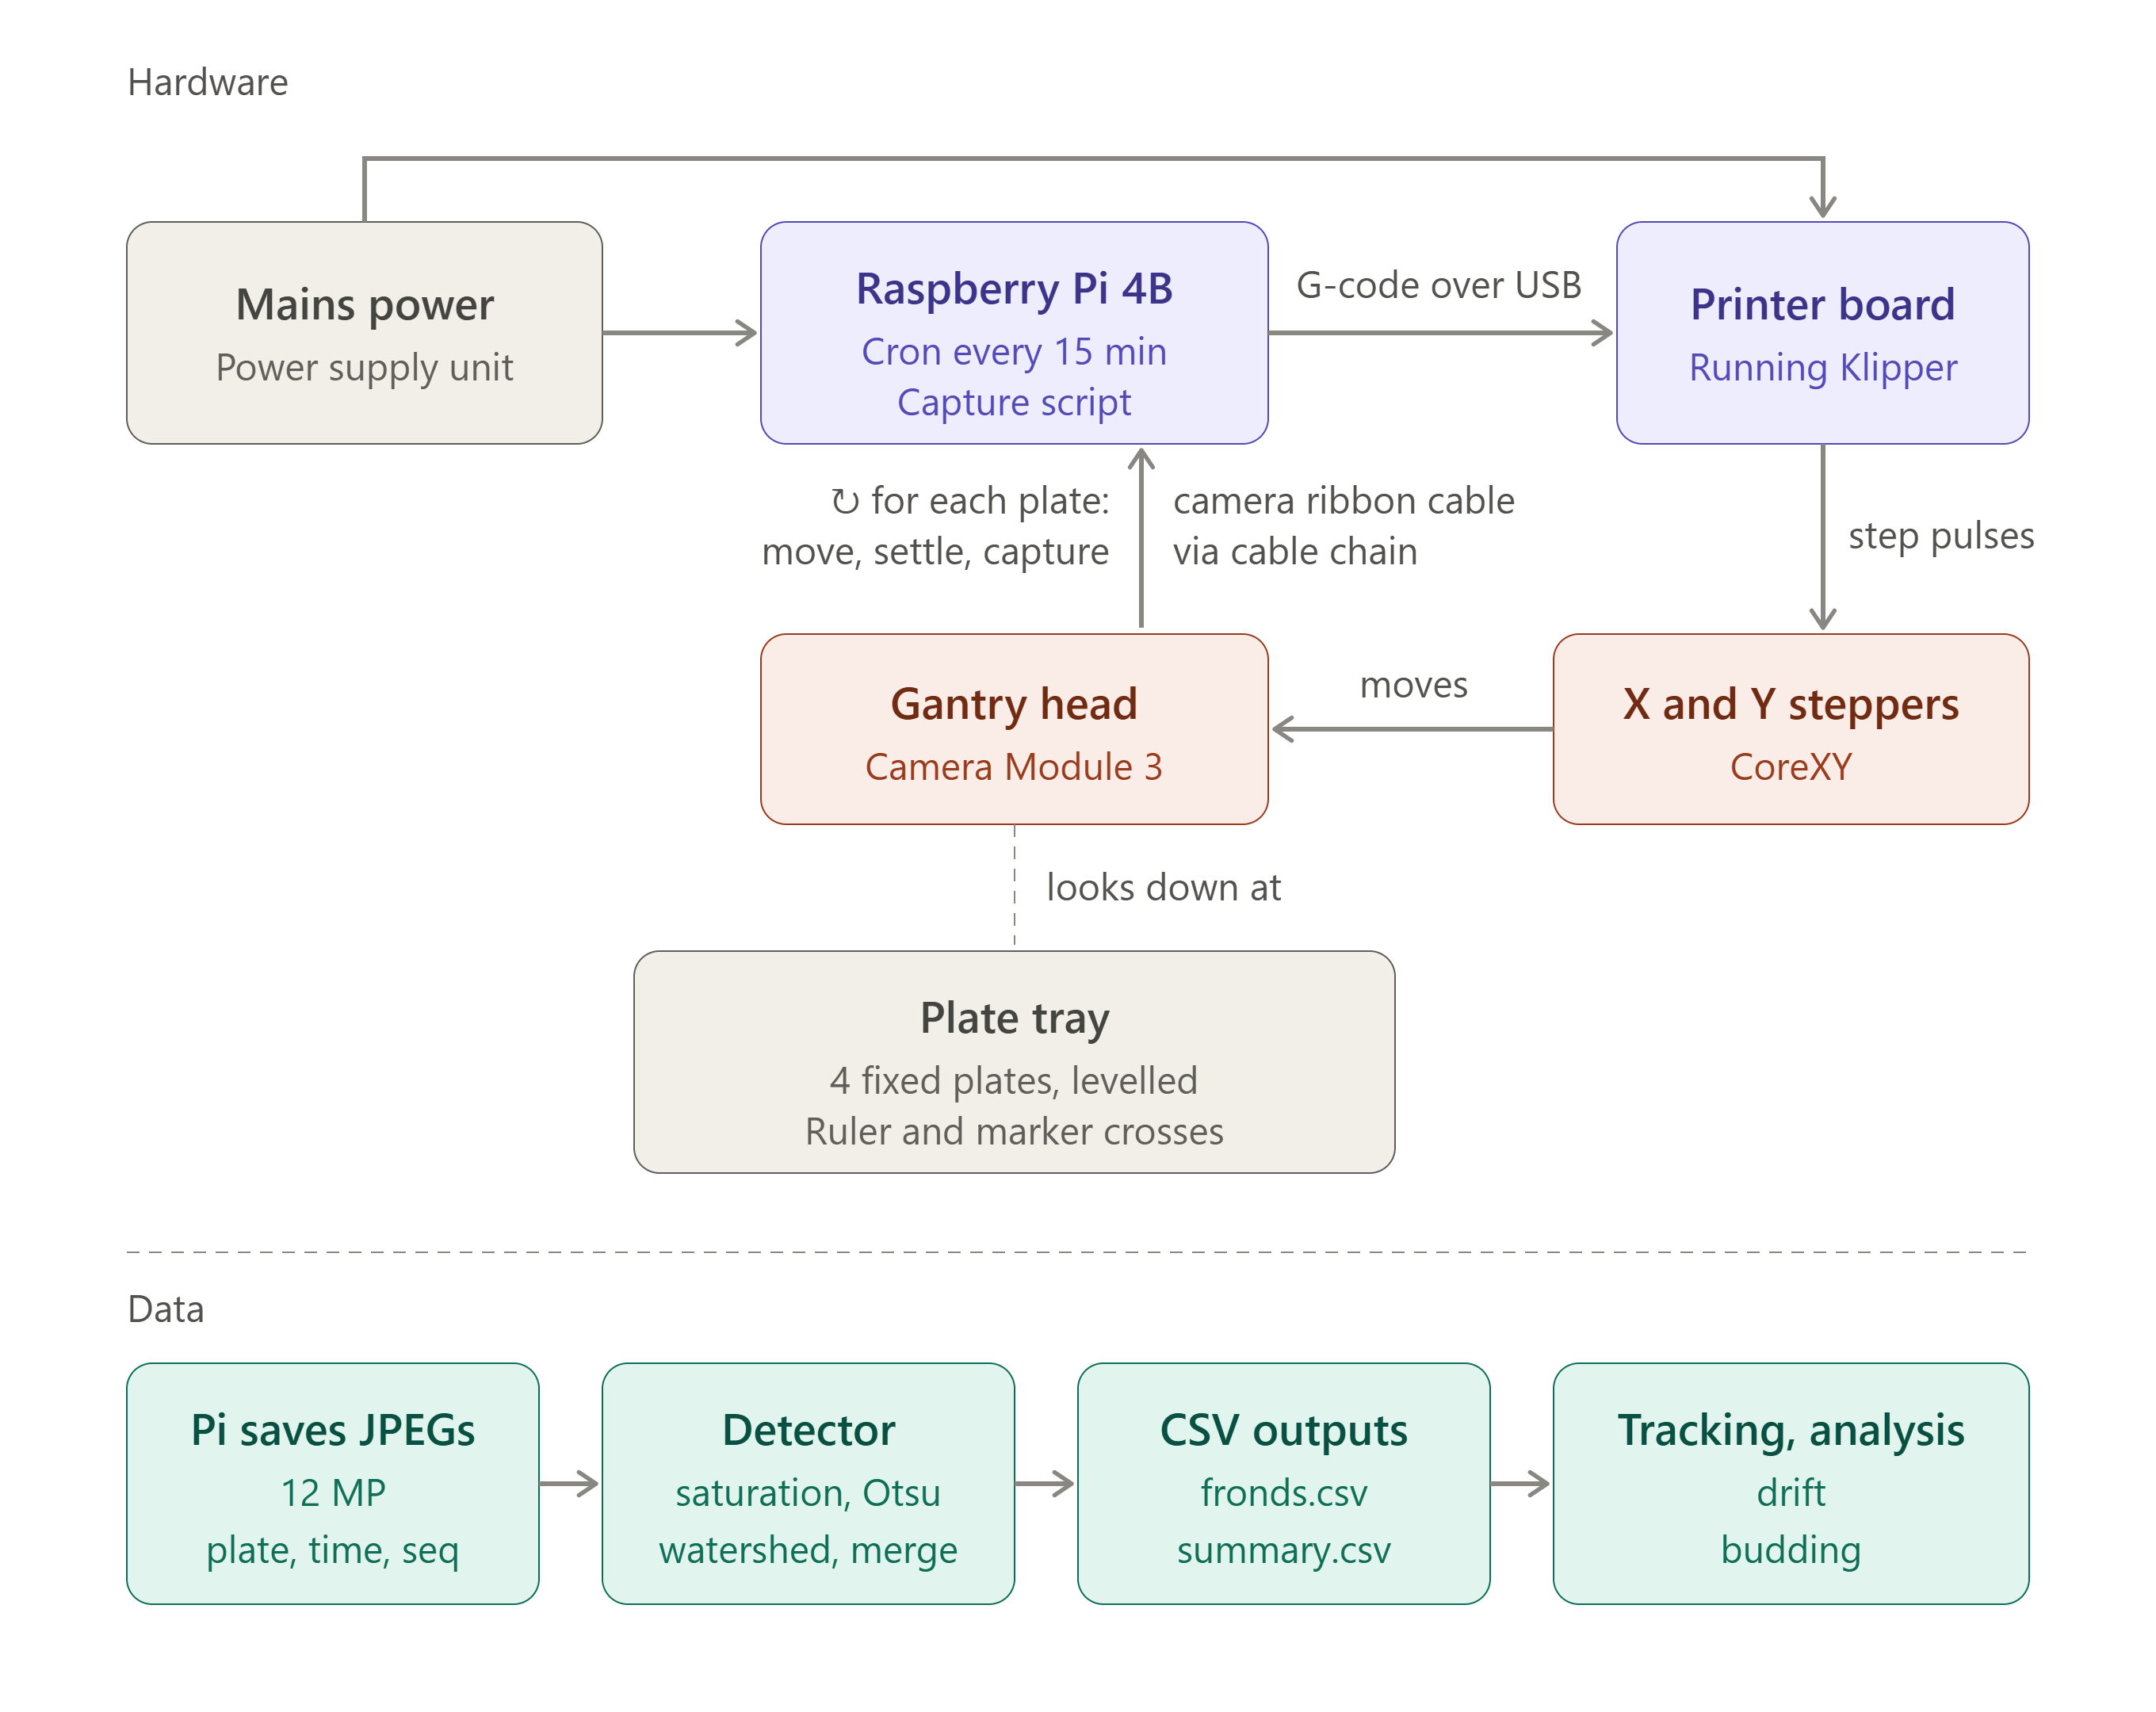 Hardware
Mains power
Power supply unit
Raspberry Pi 4B
Cron every 15 min
Capture script
G-code over USB
Printer board
Running Klipper
↻ for each plate:
move, settle, capture
camera ribbon cable
via cable chain
step pulses
Gantry head
Camera Module 3
moves
X and Y steppers
CoreXY
looks down at
Plate tray
4 fixed plates, levelled
Ruler and marker crosses
Data
Pi saves JPEGs
12 MP
plate, time, seq
Detector
saturation, Otsu
watershed, merge
CSV outputs
fronds.csv
summary.csv
Tracking, analysis
drift
budding